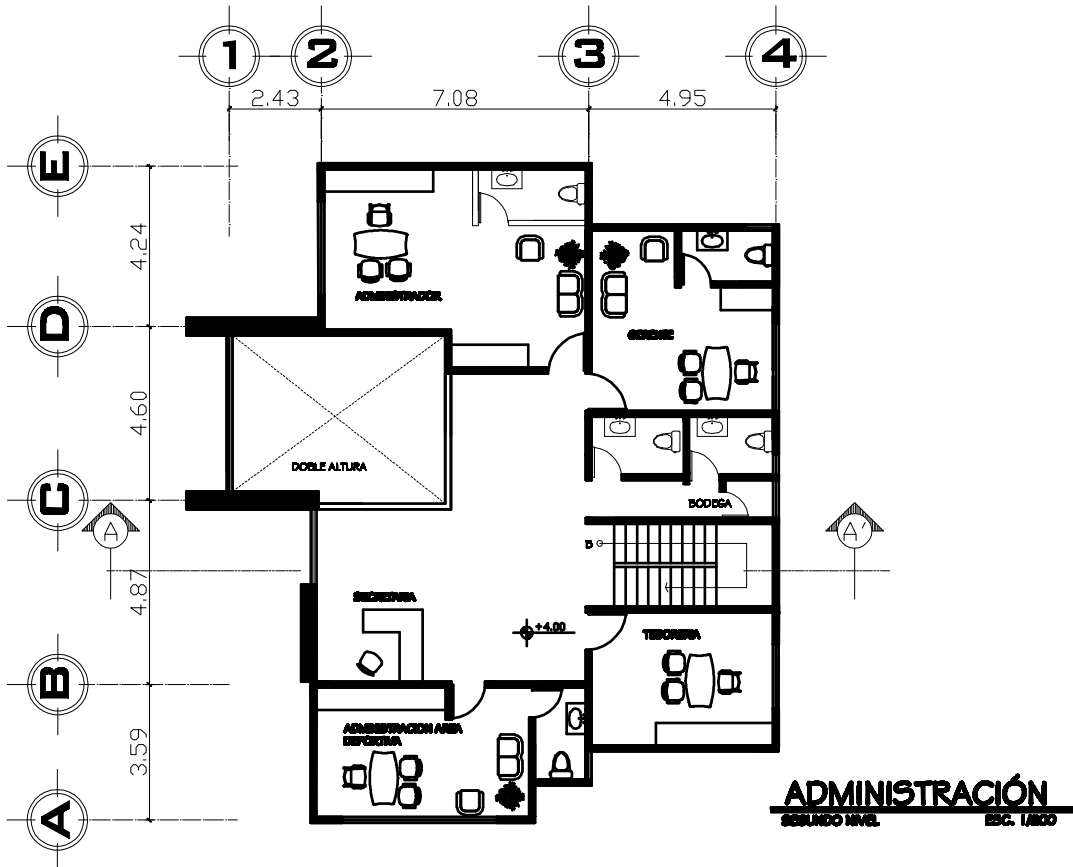 1 2 3 4
2.43 7.08 4.95
E
4.24
ADMINISTRADOR
GERENTE
D
4.60
DOBLE ALTURA
C
BODEGA
A A'
B
4.87
SECRETARIA
+4.00
TESORERIA
B
ADMINISTRACION AREA
DEPORTIVA
3.59
A
ADMINISTRACIÓN
SEGUNDO NIVEL ESC.